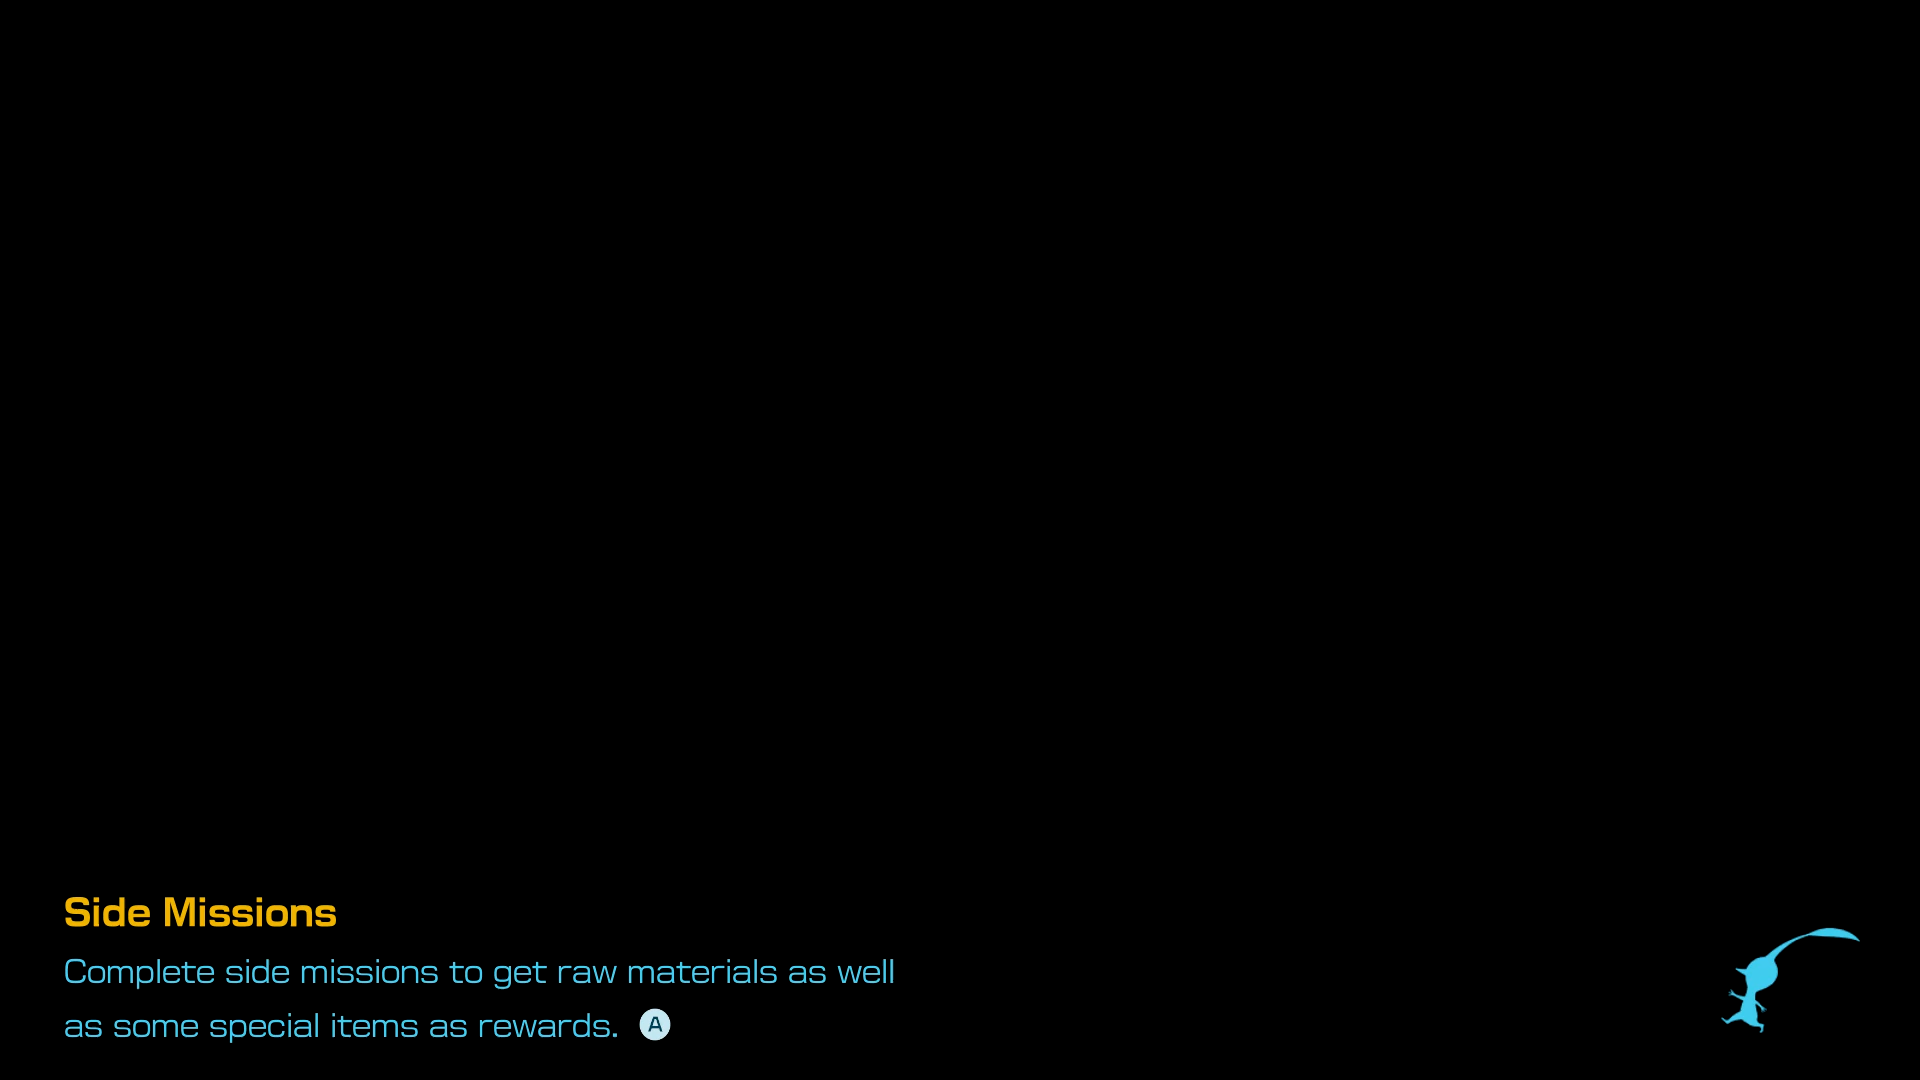 Side Missions
Complete side missions to get raw materials as well
as some special items as rewards. A